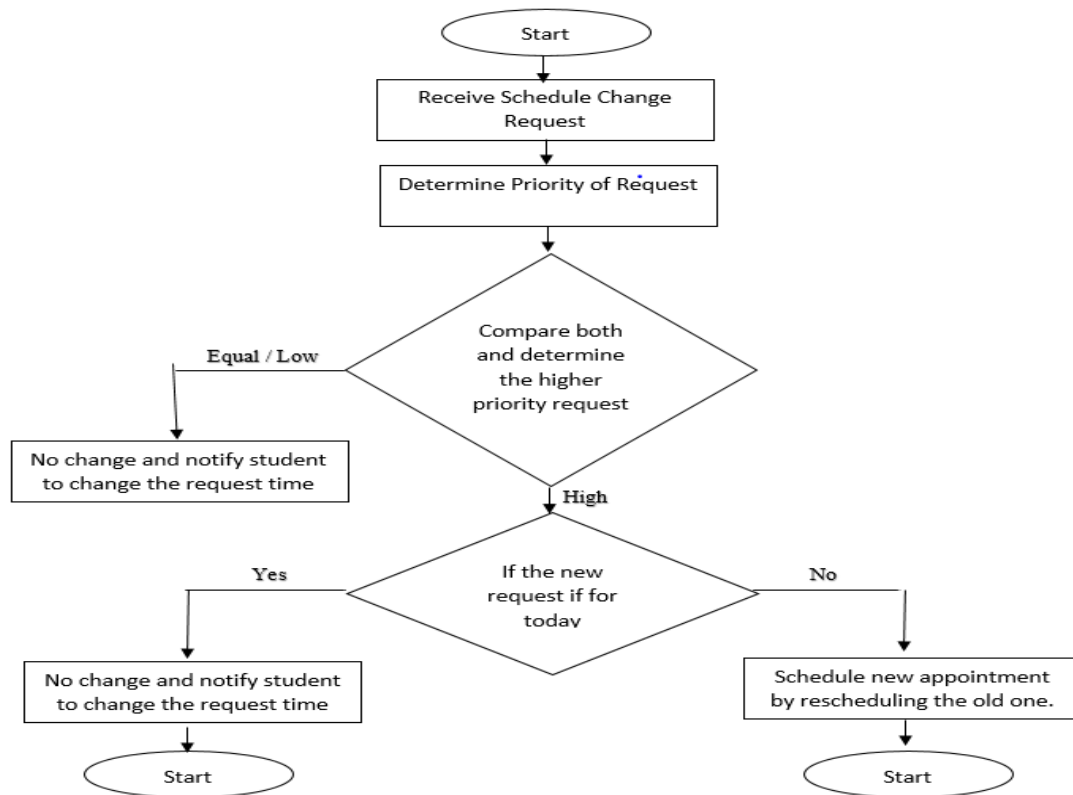 Start
Receive Schedule Change
Request
Determine Priority of Request
Compare both
and determine
the higher
priority request
Equal / Low
No change and notify student
to change the request time
High
If the new
request if for
today
Yes
No
No change and notify student
to change the request time
Schedule new appointment
by rescheduling the old one.
Start
Start